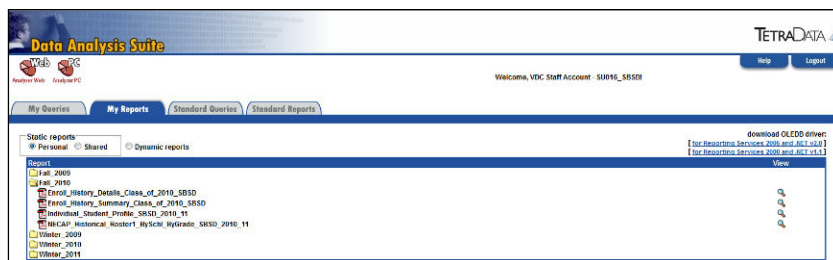 Data Analysis Suite
TETRADATA
Web PC
Analyzer Web Analyzer PC
Help Logout
Welcome, VDC Staff Account - SU016_SBSD!
My Queries My Reports Standard Queries Standard Reports
Static reports
Personal Shared Dynamic reports
download OLEDB driver:
[ for Reporting Services 2005 and .NET v2.0 ]
[ for Reporting Services 2000 and .NET v1.1 ]
Report View
Fall_2009
Fall_2010
Enroll_History_Details_Class_of_2010_SBSD
Enroll_History_Summary_Class_of_2010_SBSD
Individual_Student_Profile_SBSD_2010_11
NECAP_Historical_Roster1_BySchl_ByGrade_SBSD_2010_11
Winter_2009
Winter_2010
Winter_2011